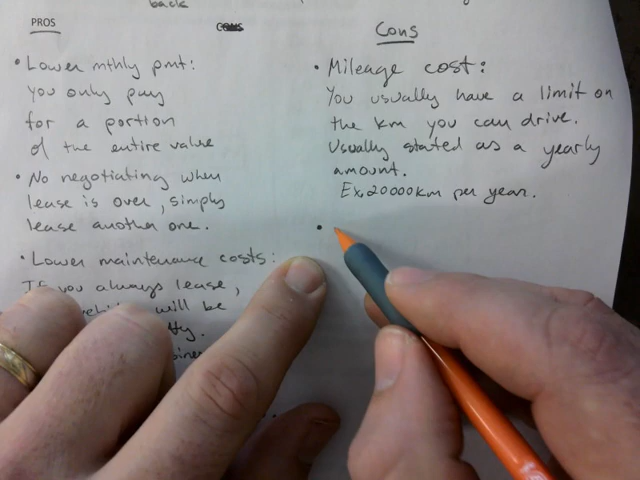 back
PROS
Cons
• Lower mthly pmt:
You only pay
for a portion
of the entire value
• No negotiating when
lease is over, simply
lease another one.
• Lower maintenance costs:
If you always lease,
will be
Cons
• Mileage cost:
You usually have a limit on
the km you can drive.
Usually stated as a yearly
amount.
Ex. 20000km per year.
•